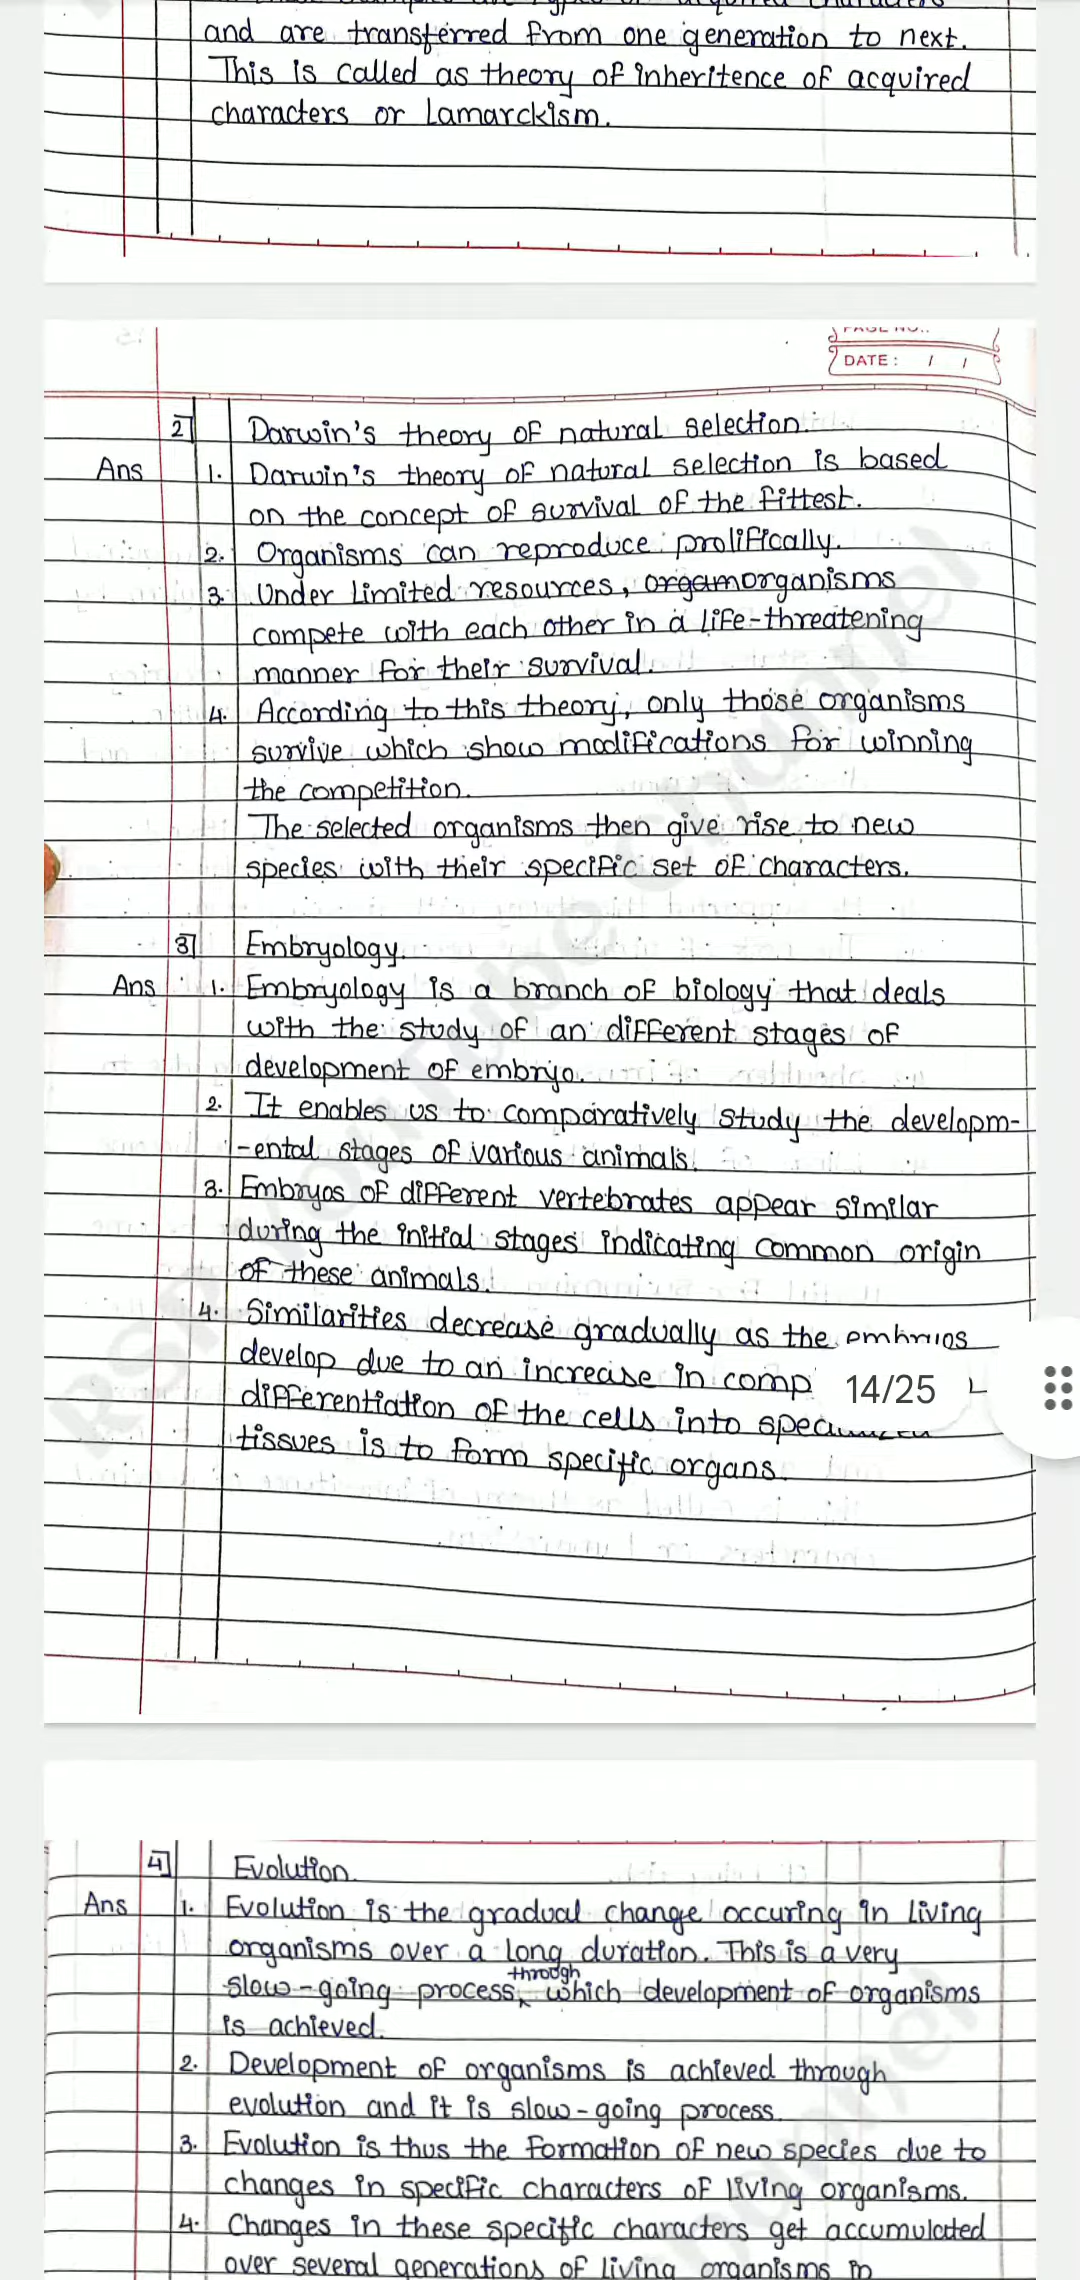 and are transferred from one generation to next.
This is called as theory of inheritence of acquired
characters or Lamarckism.
PAGE NO.:
DATE: / /
2] Darwin's theory of natural selection.
Ans 1. Darwin's theory of natural selection is based
on the concept of survival of the fittest.
2. Organisms can reproduce prolifically.
3. Under limited resources, orgamorganisms
compete with each other in a life-threatening
manner for their survival.
4. According to this theory, only those organisms
survive which show modifications for winning
the competition.
The selected organisms then give rise to new
species with their specific set of characters.
3] Embryology.
Ans 1. Embryology is a branch of biology that deals
with the study of an different stages of
development of embryo.
2. It enables us to comparatively study the developm-
-ental stages of various animals.
3. Embryos of different vertebrates appear similar
during the initial stages indicating common origin
of these animals.
4. Similarities decrease gradually as the embryos
develop due to an increase in comp
14/25
differentiation of the cells into specialized
tissues is to form specific organs.
4] Evolution.
Ans 1. Evolution is the gradual change occuring in living
organisms over a long duration. This is a very
slow-going process, through which development of organisms
is achieved.
2. Development of organisms is achieved through
evolution and it is slow-going process.
3. Evolution is thus the formation of new species due to
changes in specific characters of living organisms.
4. Changes in these specific characters get accumulated
over several generations of living organisms in